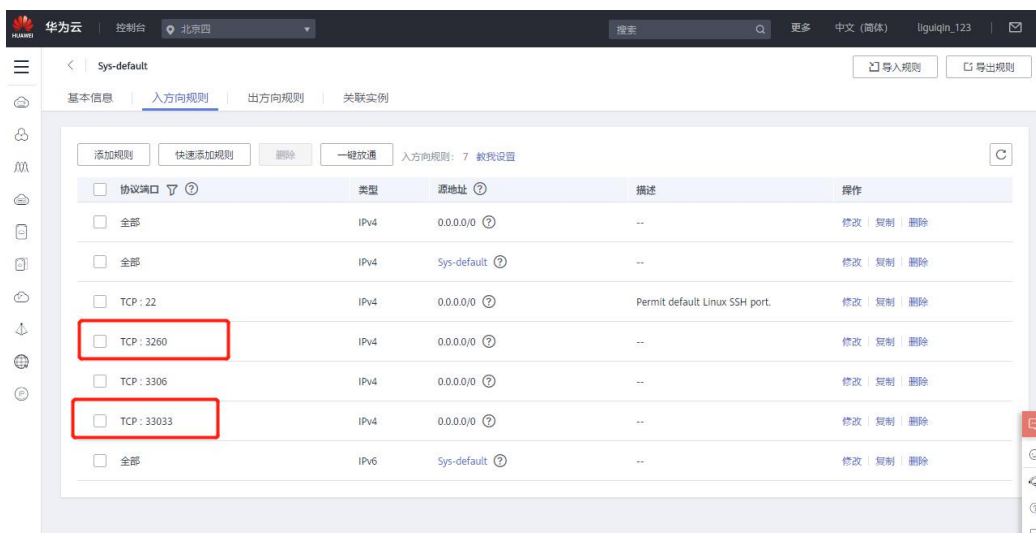 HUAWEI 华为云 控制台 北京四 搜索 更多 中文 (简体) liguiqin_123
Sys-default 导入规则 导出规则
基本信息 入方向规则 出方向规则 关联实例
添加规则 快速添加规则 删除 一键放通 入方向规则: 7 教我设置
协议端口 类型 源地址 描述 操作
全部 IPv4 0.0.0.0/0 -- 修改 复制 删除
全部 IPv4 Sys-default -- 修改 复制 删除
TCP : 22 IPv4 0.0.0.0/0 Permit default Linux SSH port. 修改 复制 删除
TCP : 3260 IPv4 0.0.0.0/0 -- 修改 复制 删除
TCP : 3306 IPv4 0.0.0.0/0 -- 修改 复制 删除
TCP : 33033 IPv4 0.0.0.0/0 -- 修改 复制 删除
全部 IPv6 Sys-default -- 修改 复制 删除